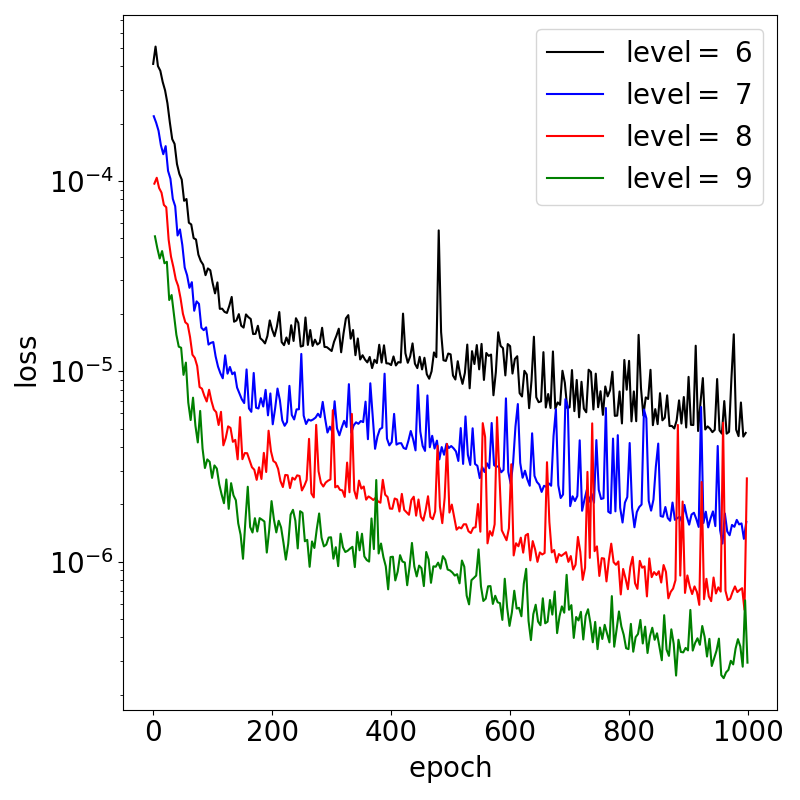 level = 6
level = 7
level = 8
level = 9
10⁻⁴
10⁻⁵
10⁻⁶
loss
0 200 400 600 800 1000
epoch